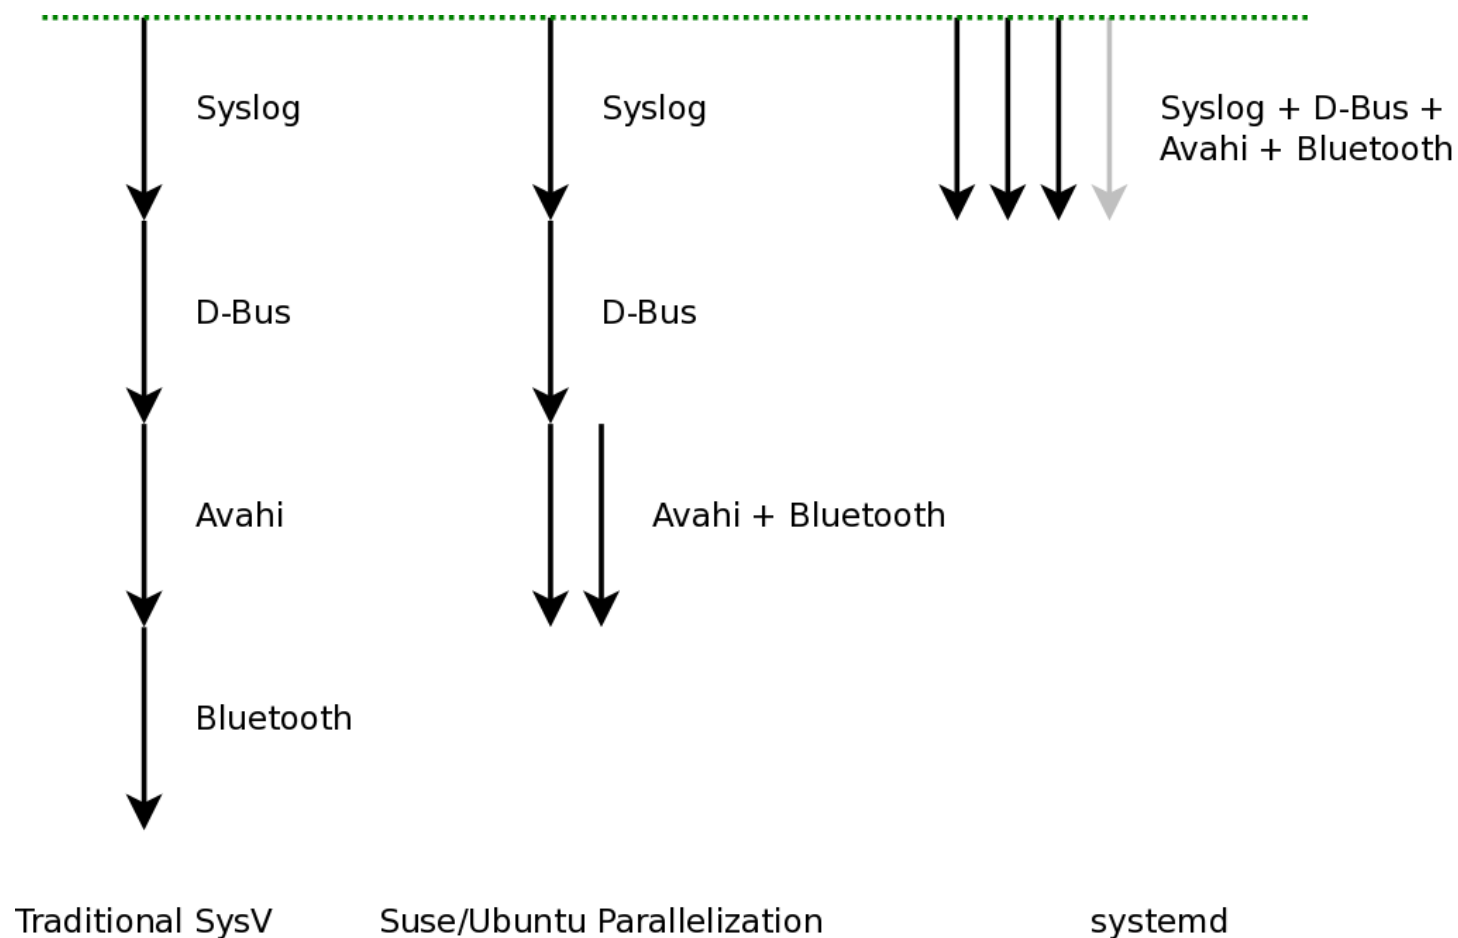 Syslog
D-Bus
Avahi
Bluetooth
Traditional SysV
Syslog
D-Bus
Avahi + Bluetooth
Suse/Ubuntu Parallelization
Syslog + D-Bus +
Avahi + Bluetooth
systemd